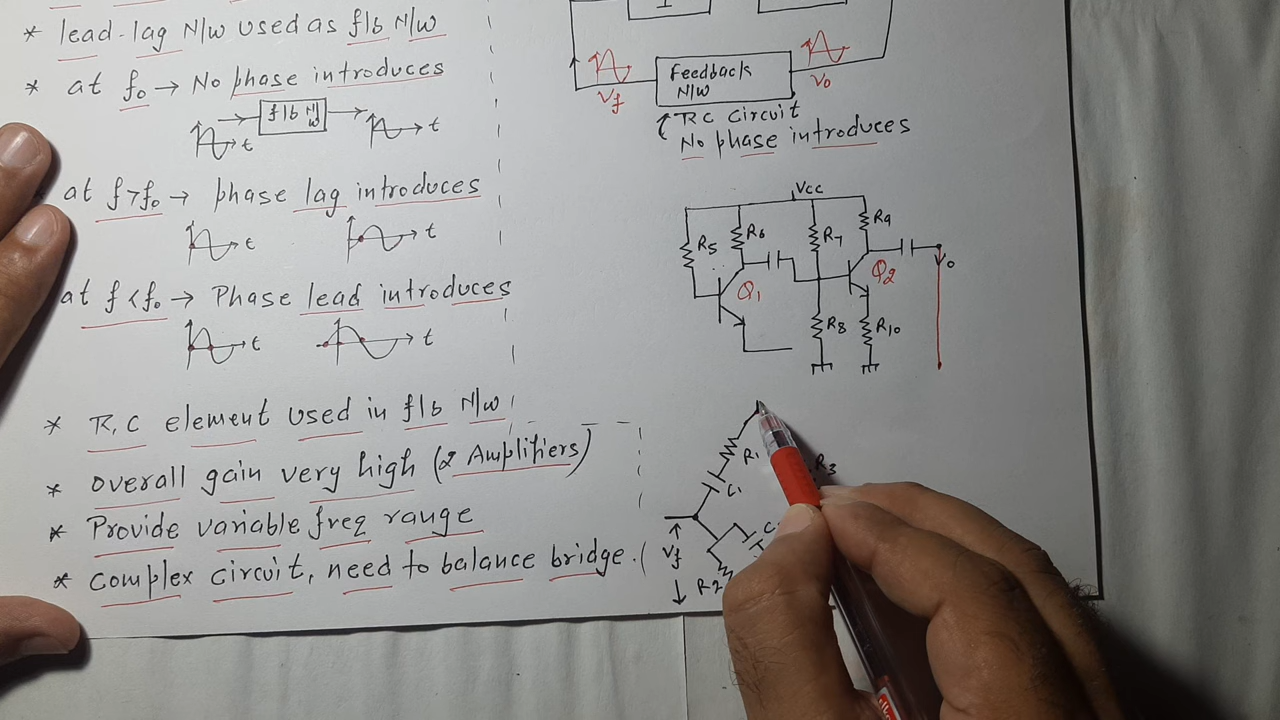 * lead-lag N/w used as f/b N/w
* at fo → No phase introduces
f/b N/w
t
t
at f>fo → phase lag introduces
t
t
at f<fo → Phase lead introduces
t
t
* R,C element used in f/b N/w
* overall gain very high (2 Amplifiers)
* Provide variable freq range
* complex circuit, need to balance bridge.
Feedback N/w
Vf
Vo
RC circuit
No phase introduces
Vcc
R5
R6
R7
R9
Q1
Q2
Vo
R8
R10
R1
R3
C1
C
Vf
R2